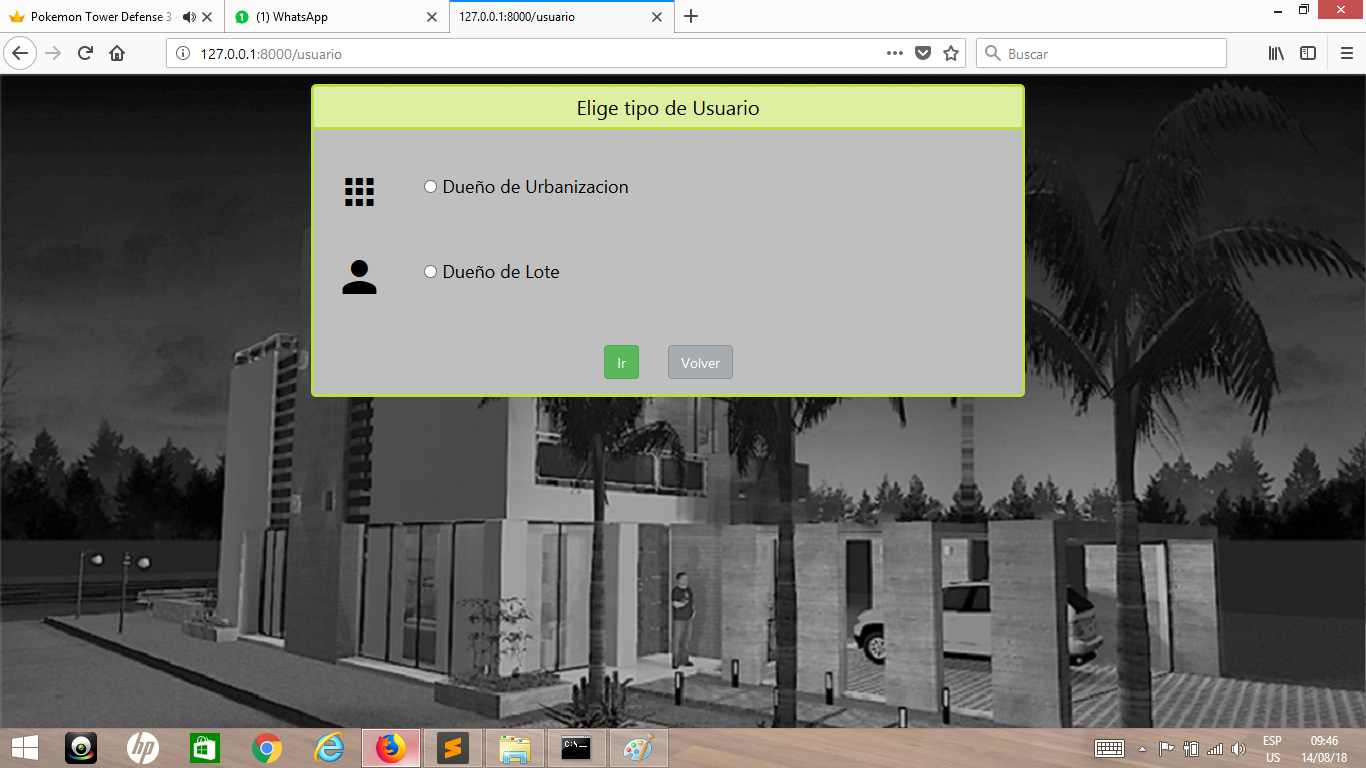 Pokemon Tower Defense 3
(1) WhatsApp
127.0.0.1:8000/usuario
127.0.0.1:8000/usuario
Buscar
Elige tipo de Usuario
Dueño de Urbanizacion
Dueño de Lote
Ir
Volver
ESP
09:46
US
14/08/18